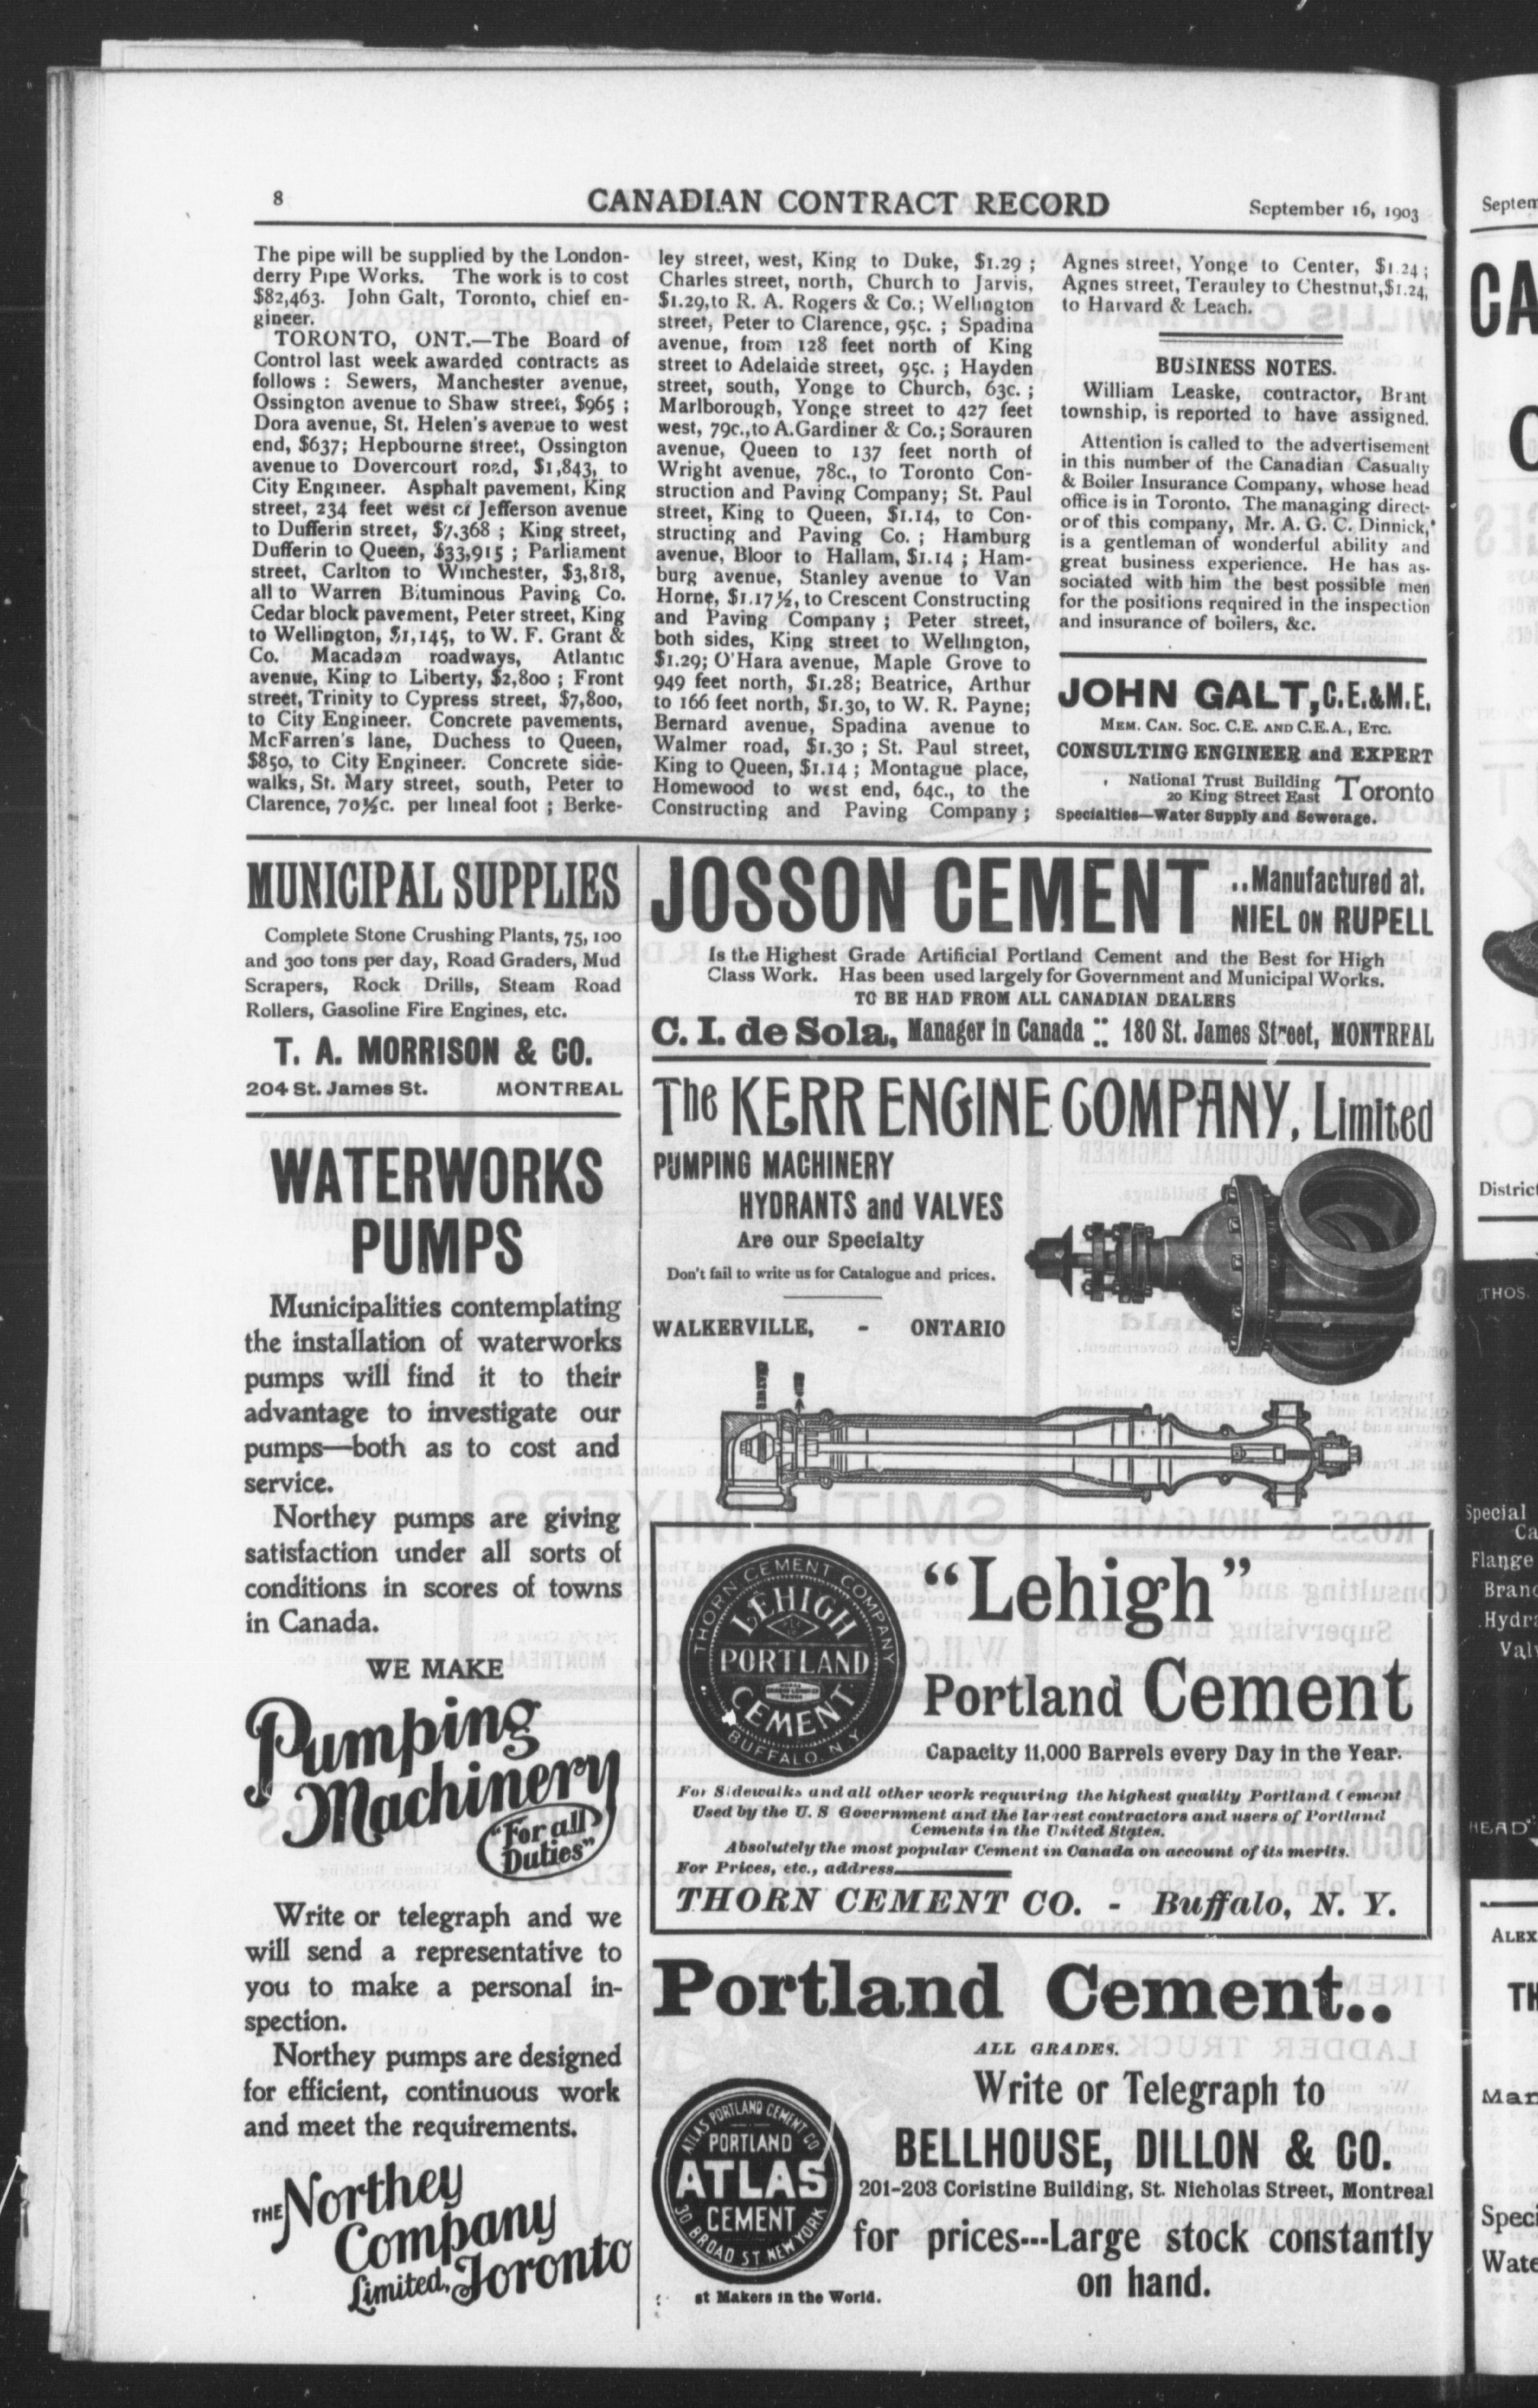 8
CANADIAN CONTRACT RECORD
September 16, 1903
The pipe will be supplied by the London-
derry Pipe Works. The work is to cost
$82,463. John Galt, Toronto, chief en-
gineer.
TORONTO, ONT.—The Board of
Control last week awarded contracts as
follows : Sewers, Manchester avenue,
Ossington avenue to Shaw street, $965 ;
Dora avenue, St. Helen's avenue to west
end, $637; Hepbourne street, Ossington
avenue to Dovercourt road, $1,843, to
City Engineer. Asphalt pavement, King
street, 234 feet west of Jefferson avenue
to Dufferin street, $7,368 ; King street,
Dufferin to Queen, $33,915 ; Parliament
street, Carlton to Winchester, $3,818,
all to Warren Bituminous Paving Co.
Cedar block pavement, Peter street, King
to Wellington, $1,145, to W. F. Grant &
Co. Macadam roadways, Atlantic
avenue, King to Liberty, $2,800 ; Front
street, Trinity to Cypress street, $7,800,
to City Engineer. Concrete pavements,
McFarren's lane, Duchess to Queen,
$850, to City Engineer. Concrete side-
walks, St. Mary street, south, Peter to
Clarence, 70½c. per lineal foot ; Berke-
ley street, west, King to Duke, $1.29 ;
Charles street, north, Church to Jarvis,
$1.29, to R. A. Rogers & Co.; Wellington
street, Peter to Clarence, 95c. ; Spadina
avenue, from 128 feet north of King
street to Adelaide street, 95c. ; Hayden
street, south, Yonge to Church, 63c. ;
Marlborough, Yonge street to 427 feet
west, 79c., to A. Gardiner & Co.; Sorauren
avenue, Queen to 137 feet north of
Wright avenue, 78c., to Toronto Con-
struction and Paving Company; St. Paul
street, King to Queen, $1.14, to Con-
structing and Paving Co. ; Hamburg
avenue, Bloor to Hallam, $1.14 ; Ham-
burg avenue, Stanley avenue to Van
Horne, $1.17½, to Crescent Constructing
and Paving Company ; Peter street,
both sides, King street to Wellington,
$1.29; O'Hara avenue, Maple Grove to
949 feet north, $1.28; Beatrice, Arthur
to 166 feet north, $1.30, to W. R. Payne;
Bernard avenue, Spadina avenue to
Walmer road, $1.30 ; St. Paul street,
King to Queen, $1.14 ; Montague place,
Homewood to west end, 64c., to the
Constructing and Paving Company ;
Agnes street, Yonge to Center, $1.24 ;
Agnes street, Terauley to Chestnut, $1.24,
to Harvard & Leach.
BUSINESS NOTES.
William Leaske, contractor, Brant
township, is reported to have assigned.
Attention is called to the advertisement
in this number of the Canadian Casualty
& Boiler Insurance Company, whose head
office is in Toronto. The managing direct-
or of this company, Mr. A. G. C. Dinnick,
is a gentleman of wonderful ability and
great business experience. He has as-
sociated with him the best possible men
for the positions required in the inspection
and insurance of boilers, &c.
JOHN GALT, C.E.&M.E.
MEM. CAN. SOC. C.E. AND C.E.A., ETC.
CONSULTING ENGINEER and EXPERT
National Trust Building
20 King Street East Toronto
Specialties—Water Supply and Sewerage.
MUNICIPAL SUPPLIES
Complete Stone Crushing Plants, 75, 100
and 300 tons per day, Road Graders, Mud
Scrapers, Rock Drills, Steam Road
Rollers, Gasoline Fire Engines, etc.
T. A. MORRISON & CO.
204 St. James St. MONTREAL
WATERWORKS
PUMPS
Municipalities contemplating
the installation of waterworks
pumps will find it to their
advantage to investigate our
pumps—both as to cost and
service.
Northey pumps are giving
satisfaction under all sorts of
conditions in scores of towns
in Canada.
WE MAKE
Pumping
Machinery
"For all
Duties"
Write or telegraph and we
will send a representative to
you to make a personal in-
spection.
Northey pumps are designed
for efficient, continuous work
and meet the requirements.
THE Northey
Company
Limited, Toronto
JOSSON CEMENT
..Manufactured at.
NIEL ON RUPELL
Is the Highest Grade Artificial Portland Cement and the Best for High
Class Work. Has been used largely for Government and Municipal Works.
TO BE HAD FROM ALL CANADIAN DEALERS
C. I. de Sola, Manager in Canada :: 180 St. James Street, MONTREAL
The KERR ENGINE COMPANY, Limited
PUMPING MACHINERY
HYDRANTS and VALVES
Are our Specialty
Don't fail to write us for Catalogue and prices.
WALKERVILLE, - ONTARIO
THORN CEMENT COMPANY
LEHIGH
PORTLAND
CEMENT
BUFFALO. N. Y
"Lehigh"
Portland Cement
Capacity 11,000 Barrels every Day in the Year.
For Sidewalks and all other work requiring the highest quality Portland Cement
Used by the U. S Government and the largest contractors and users of Portland
Cements in the United States.
Absolutely the most popular Cement in Canada on account of its merits.
For Prices, etc., address
THORN CEMENT CO. - Buffalo, N. Y.
Portland Cement..
ALL GRADES.
Write or Telegraph to
BELLHOUSE, DILLON & CO.
201-203 Coristine Building, St. Nicholas Street, Montreal
for prices---Large stock constantly
on hand.
ATLAS PORTLAND CEMENT CO
PORTLAND
ATLAS
CEMENT
30 BROAD ST NEW YORK
st Makers in the World.
Septem
CA
District
THOS.
Special
Ca
Flange
Branc
Hydra
Valv
HEAD
ALEX
TH
Man
Speci
Wate